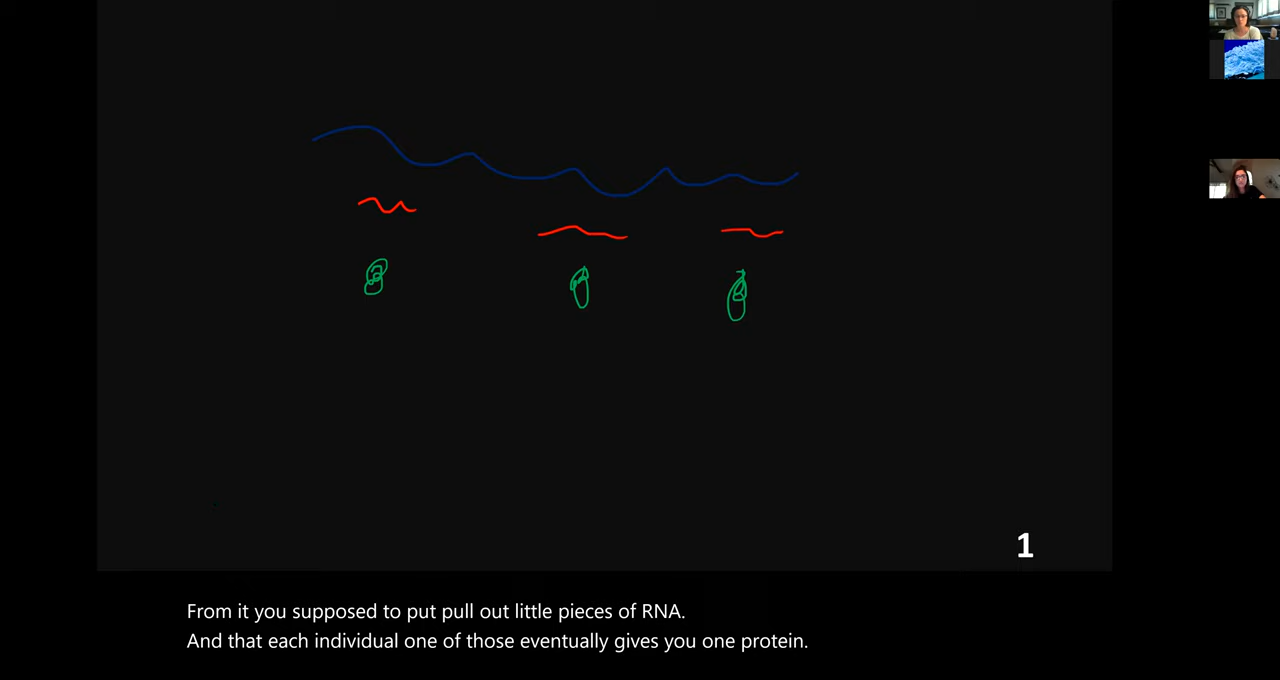 1
From it you supposed to put pull out little pieces of RNA.
And that each individual one of those eventually gives you one protein.